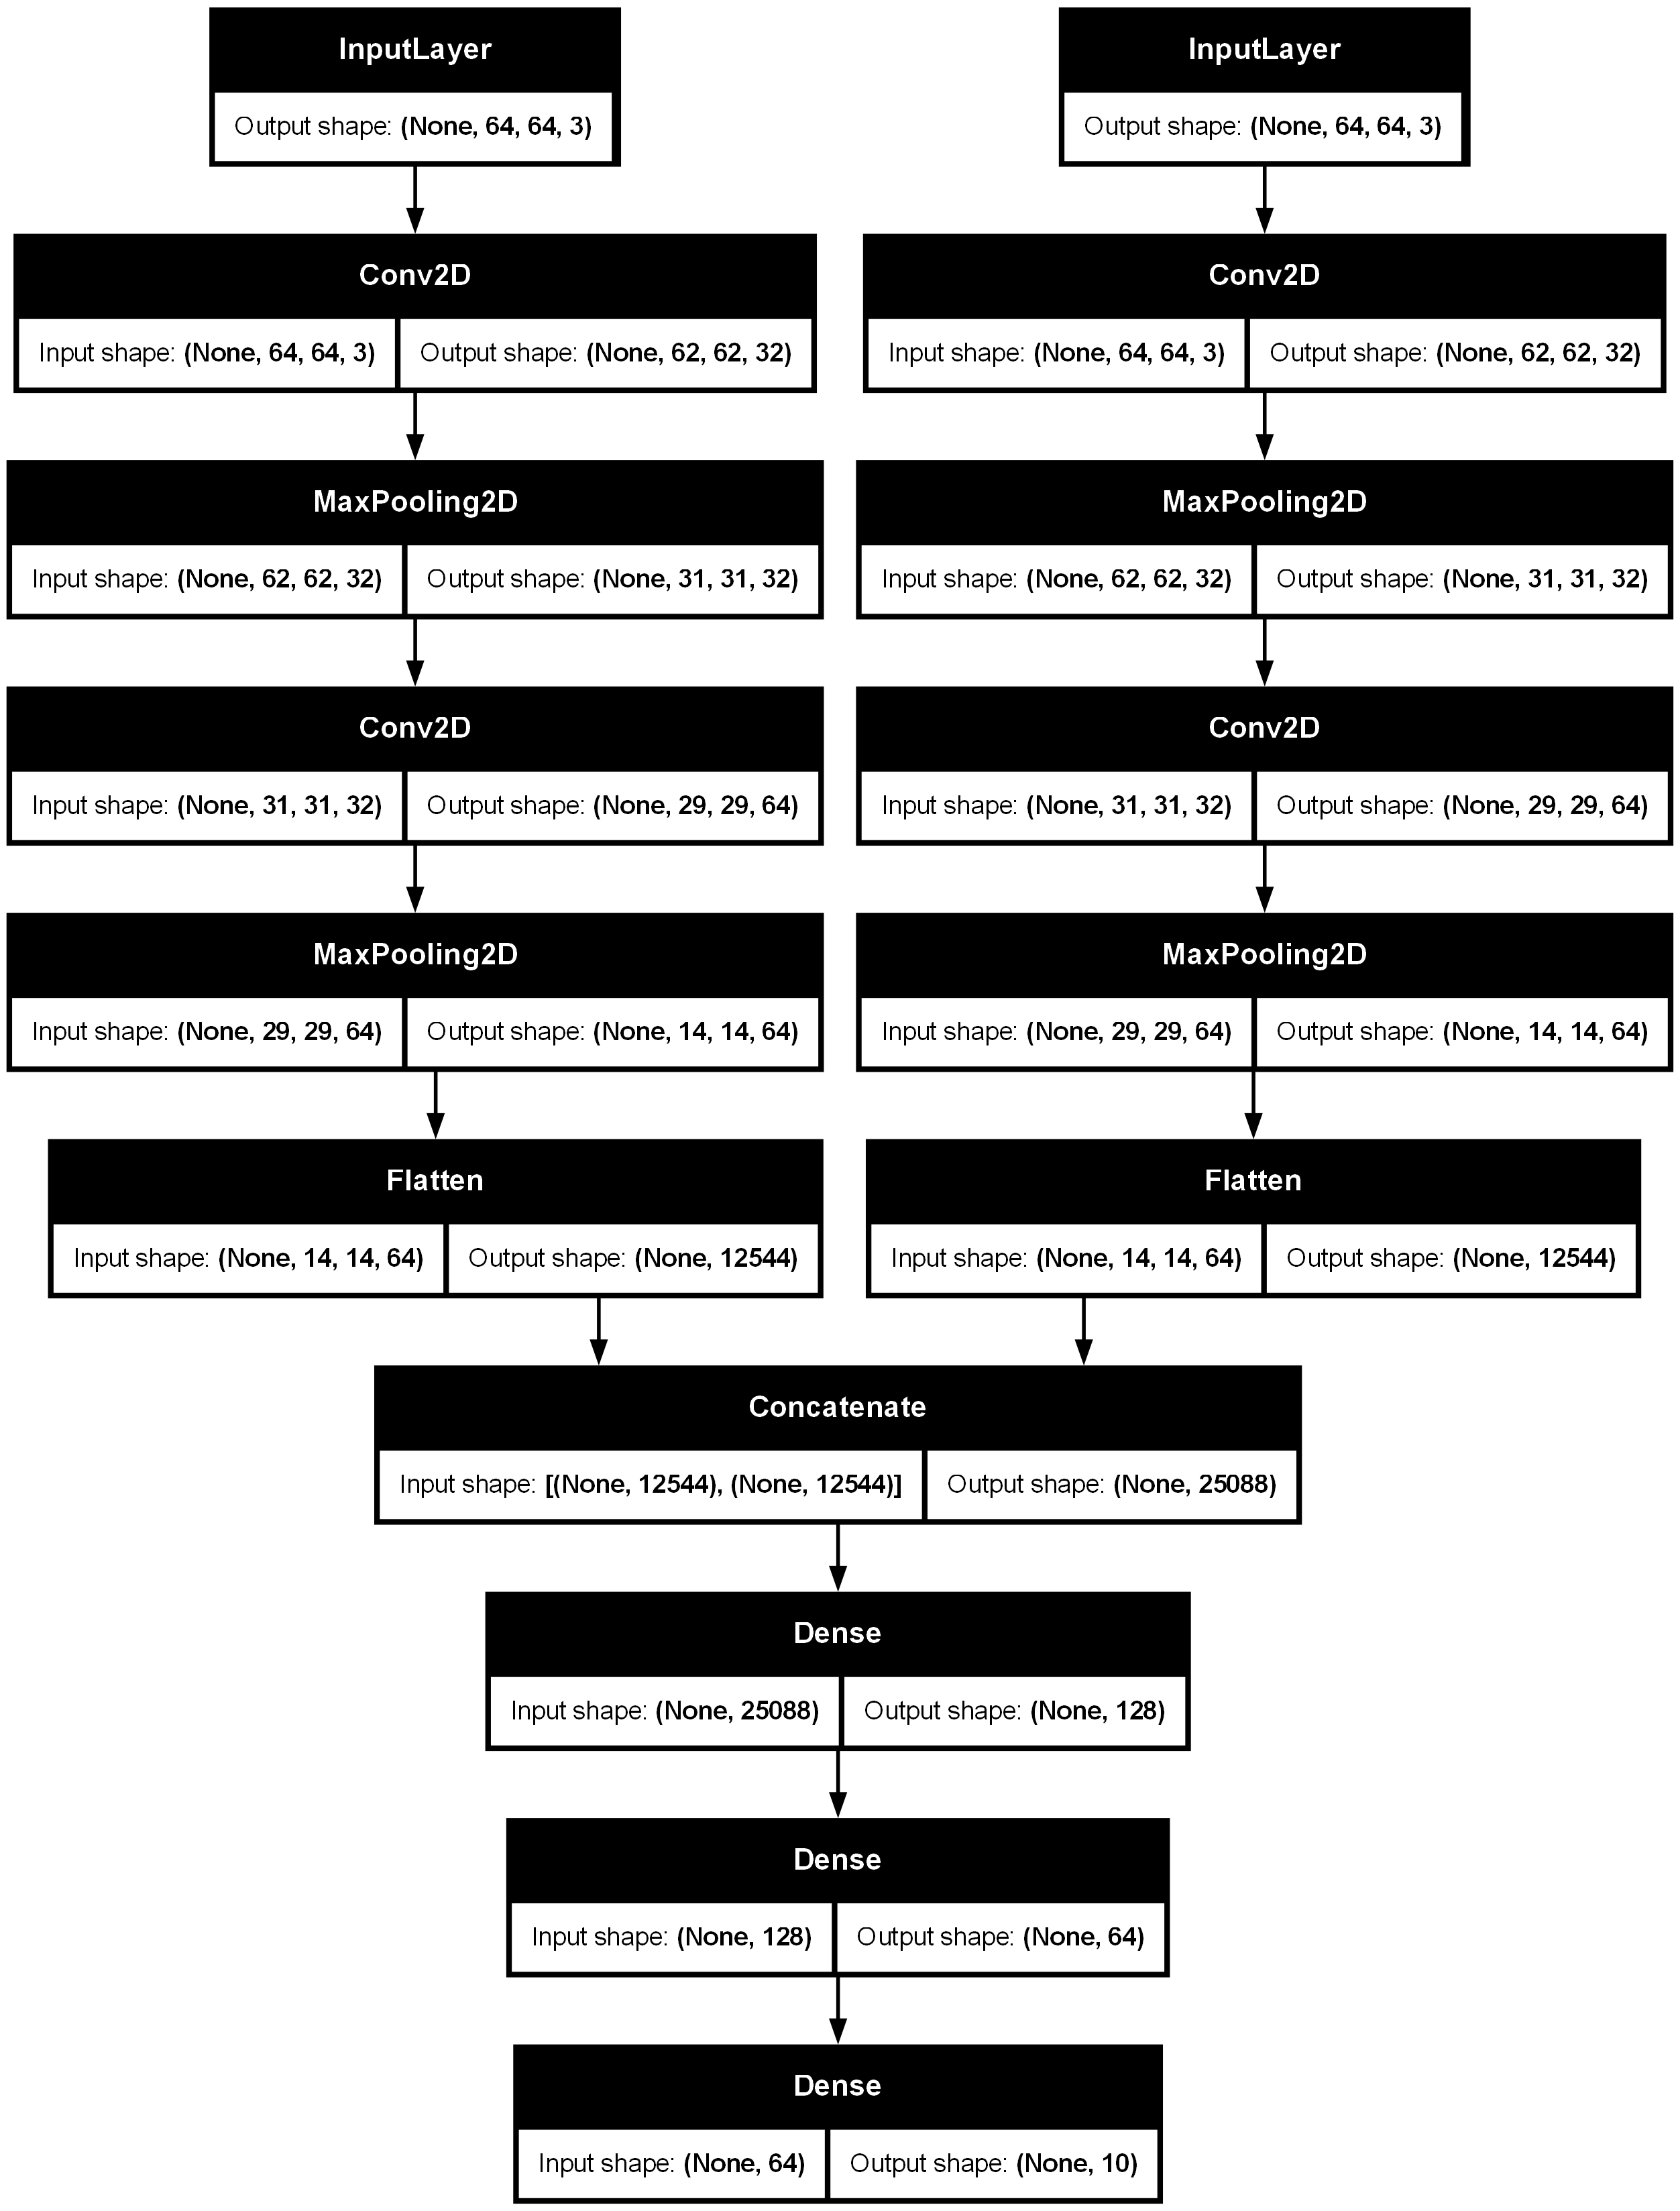 InputLayer
Output shape: (None, 64, 64, 3)
InputLayer
Output shape: (None, 64, 64, 3)
Conv2D
Input shape: (None, 64, 64, 3) Output shape: (None, 62, 62, 32)
Conv2D
Input shape: (None, 64, 64, 3) Output shape: (None, 62, 62, 32)
MaxPooling2D
Input shape: (None, 62, 62, 32) Output shape: (None, 31, 31, 32)
MaxPooling2D
Input shape: (None, 62, 62, 32) Output shape: (None, 31, 31, 32)
Conv2D
Input shape: (None, 31, 31, 32) Output shape: (None, 29, 29, 64)
Conv2D
Input shape: (None, 31, 31, 32) Output shape: (None, 29, 29, 64)
MaxPooling2D
Input shape: (None, 29, 29, 64) Output shape: (None, 14, 14, 64)
MaxPooling2D
Input shape: (None, 29, 29, 64) Output shape: (None, 14, 14, 64)
Flatten
Input shape: (None, 14, 14, 64) Output shape: (None, 12544)
Flatten
Input shape: (None, 14, 14, 64) Output shape: (None, 12544)
Concatenate
Input shape: [(None, 12544), (None, 12544)] Output shape: (None, 25088)
Dense
Input shape: (None, 25088) Output shape: (None, 128)
Dense
Input shape: (None, 128) Output shape: (None, 64)
Dense
Input shape: (None, 64) Output shape: (None, 10)